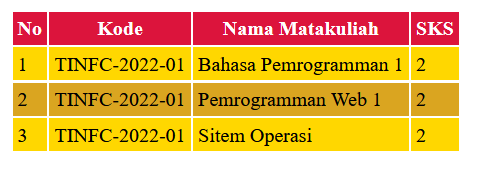 No Kode Nama Matakuliah SKS
1 TINFC-2022-01 Bahasa Pemrogramman 1 2
2 TINFC-2022-01 Pemrogramman Web 1 2
3 TINFC-2022-01 Sitem Operasi 2